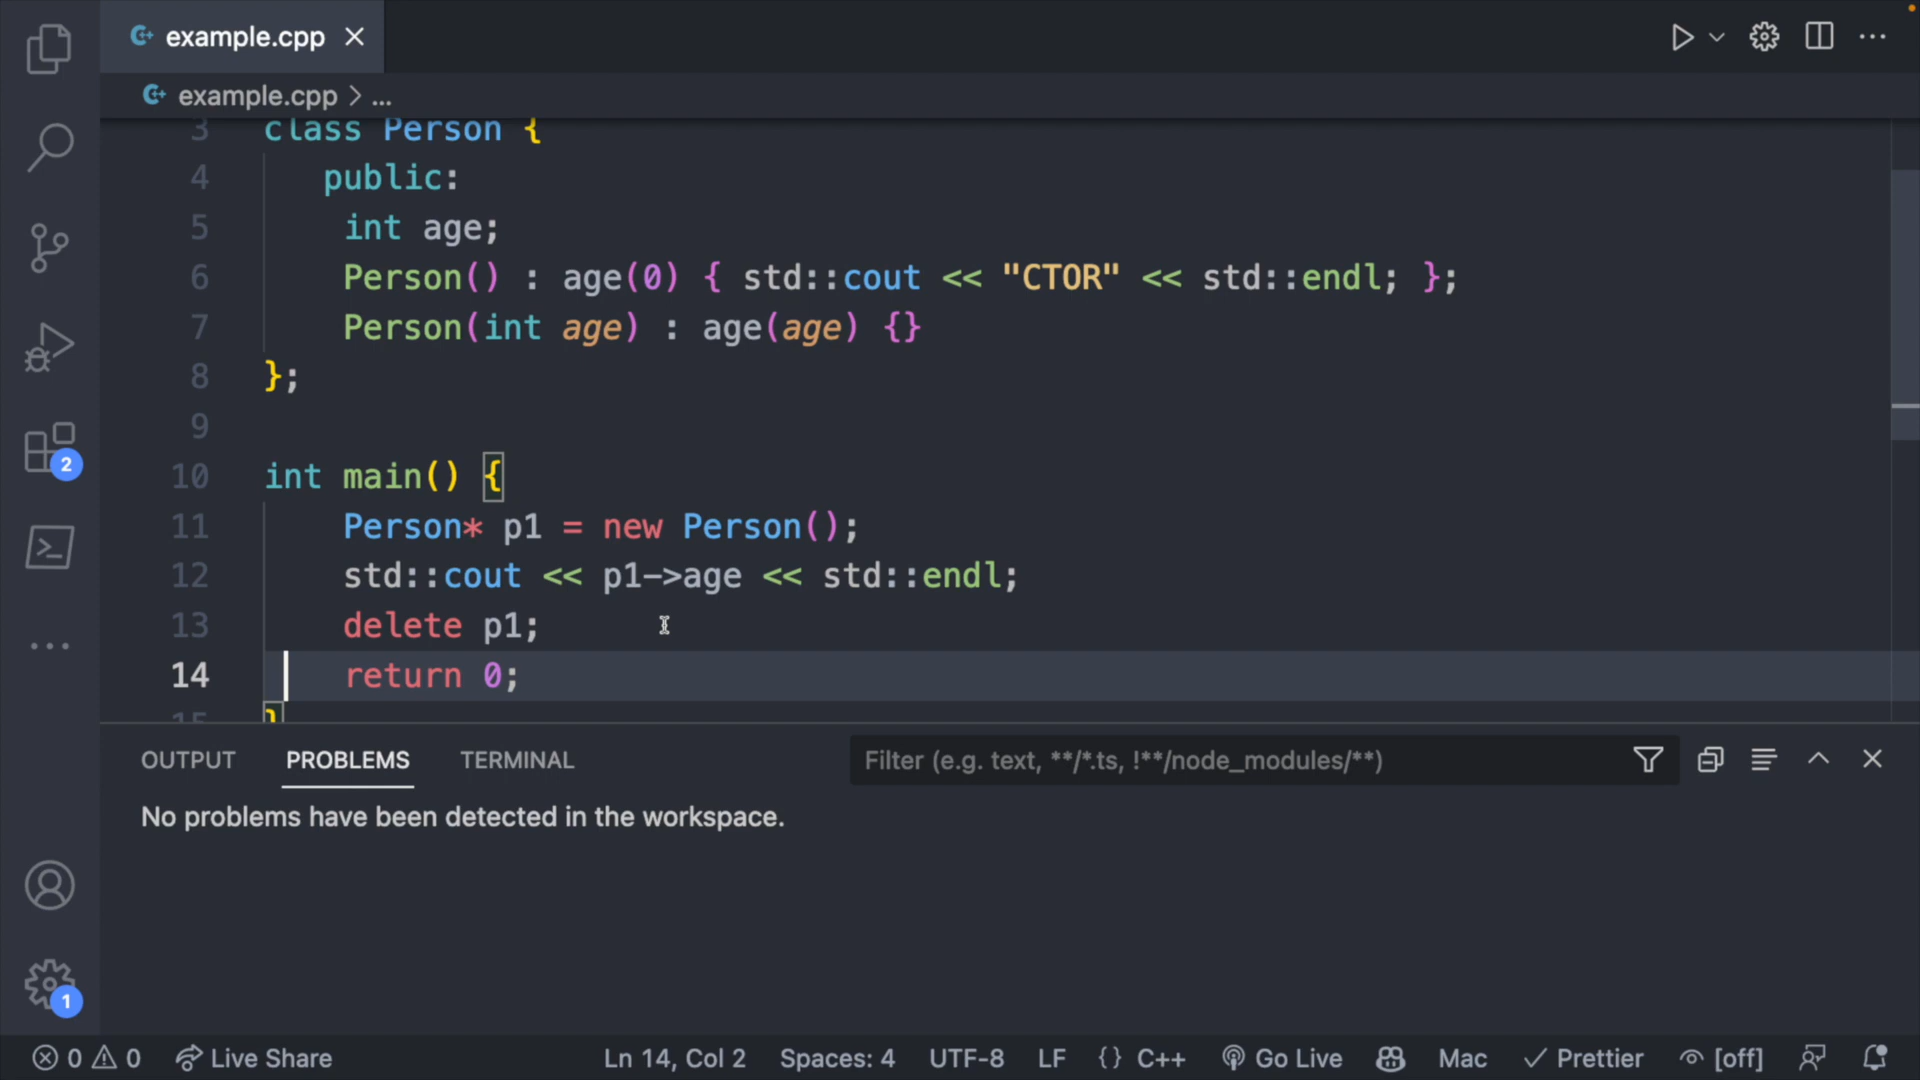 example.cpp
example.cpp > ...
3 class Person {
4 public:
5 int age;
6 Person() : age(0) { std::cout << "CTOR" << std::endl; };
7 Person(int age) : age(age) {}
8 };
9
10 int main() {
11 Person* p1 = new Person();
12 std::cout << p1->age << std::endl;
13 delete p1;
14 return 0;
15 }
2
OUTPUT PROBLEMS TERMINAL Filter (e.g. text, **/*.ts, !**/node_modules/**)
No problems have been detected in the workspace.
1
0 0 Live Share Ln 14, Col 2 Spaces: 4 UTF-8 LF {} C++ Go Live Mac Prettier [off]